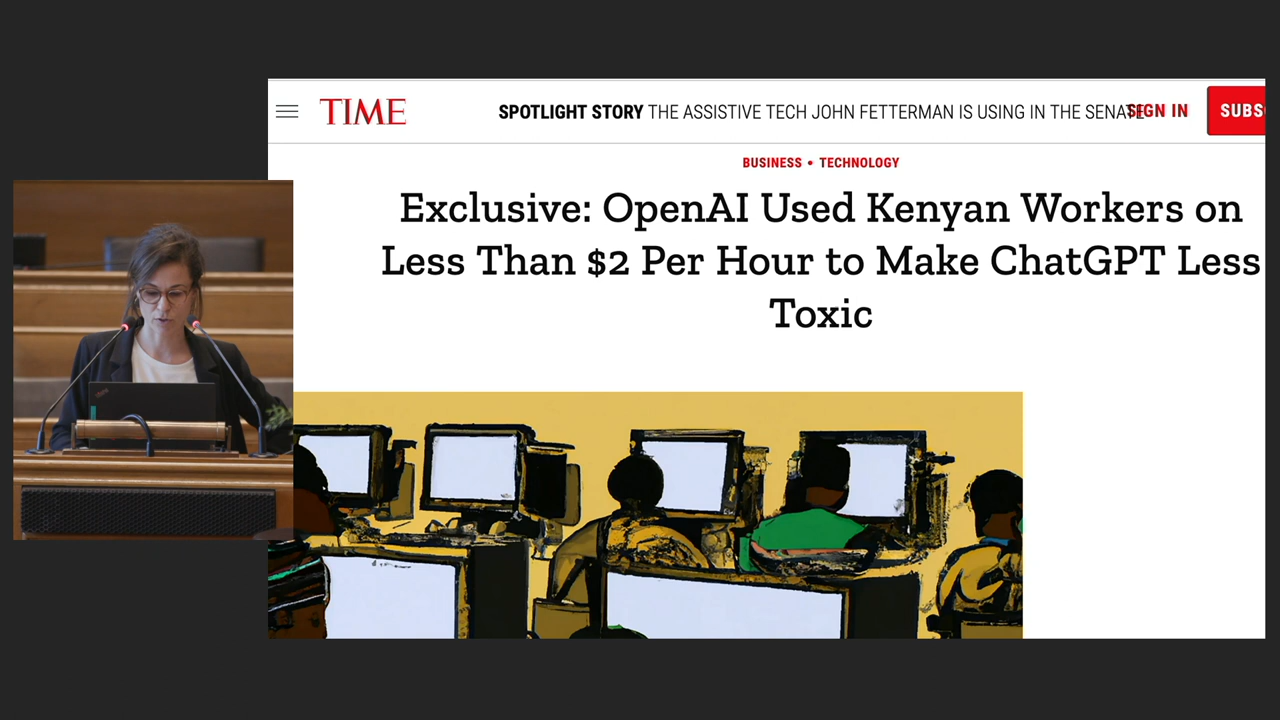 TIME
SPOTLIGHT STORY THE ASSISTIVE TECH JOHN FETTERMAN IS USING IN THE SENATE
SIGN IN
SUBS
BUSINESS • TECHNOLOGY
Exclusive: OpenAI Used Kenyan Workers on
Less Than $2 Per Hour to Make ChatGPT Less
Toxic